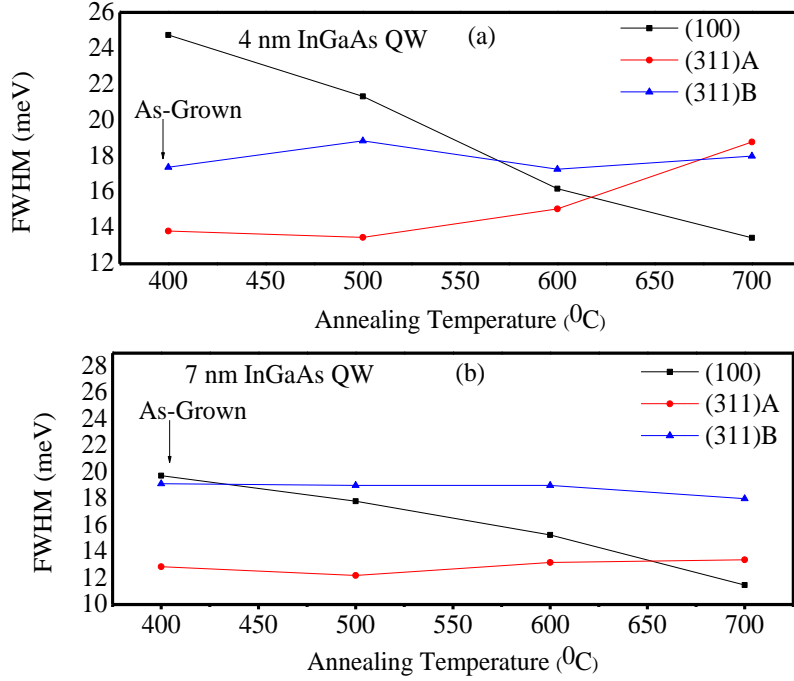 26
24
22
20
18
16
14
12
FWHM (meV)
4 nm InGaAs QW
(a)
As-Grown
(100)
(311)A
(311)B
400 450 500 550 600 650 700
Annealing Temperature (⁰C)
28
26
24
22
20
18
16
14
12
10
FWHM (meV)
7 nm InGaAs QW
(b)
As-Grown
(100)
(311)A
(311)B
400 450 500 550 600 650 700
Annealing Temperature (⁰C)